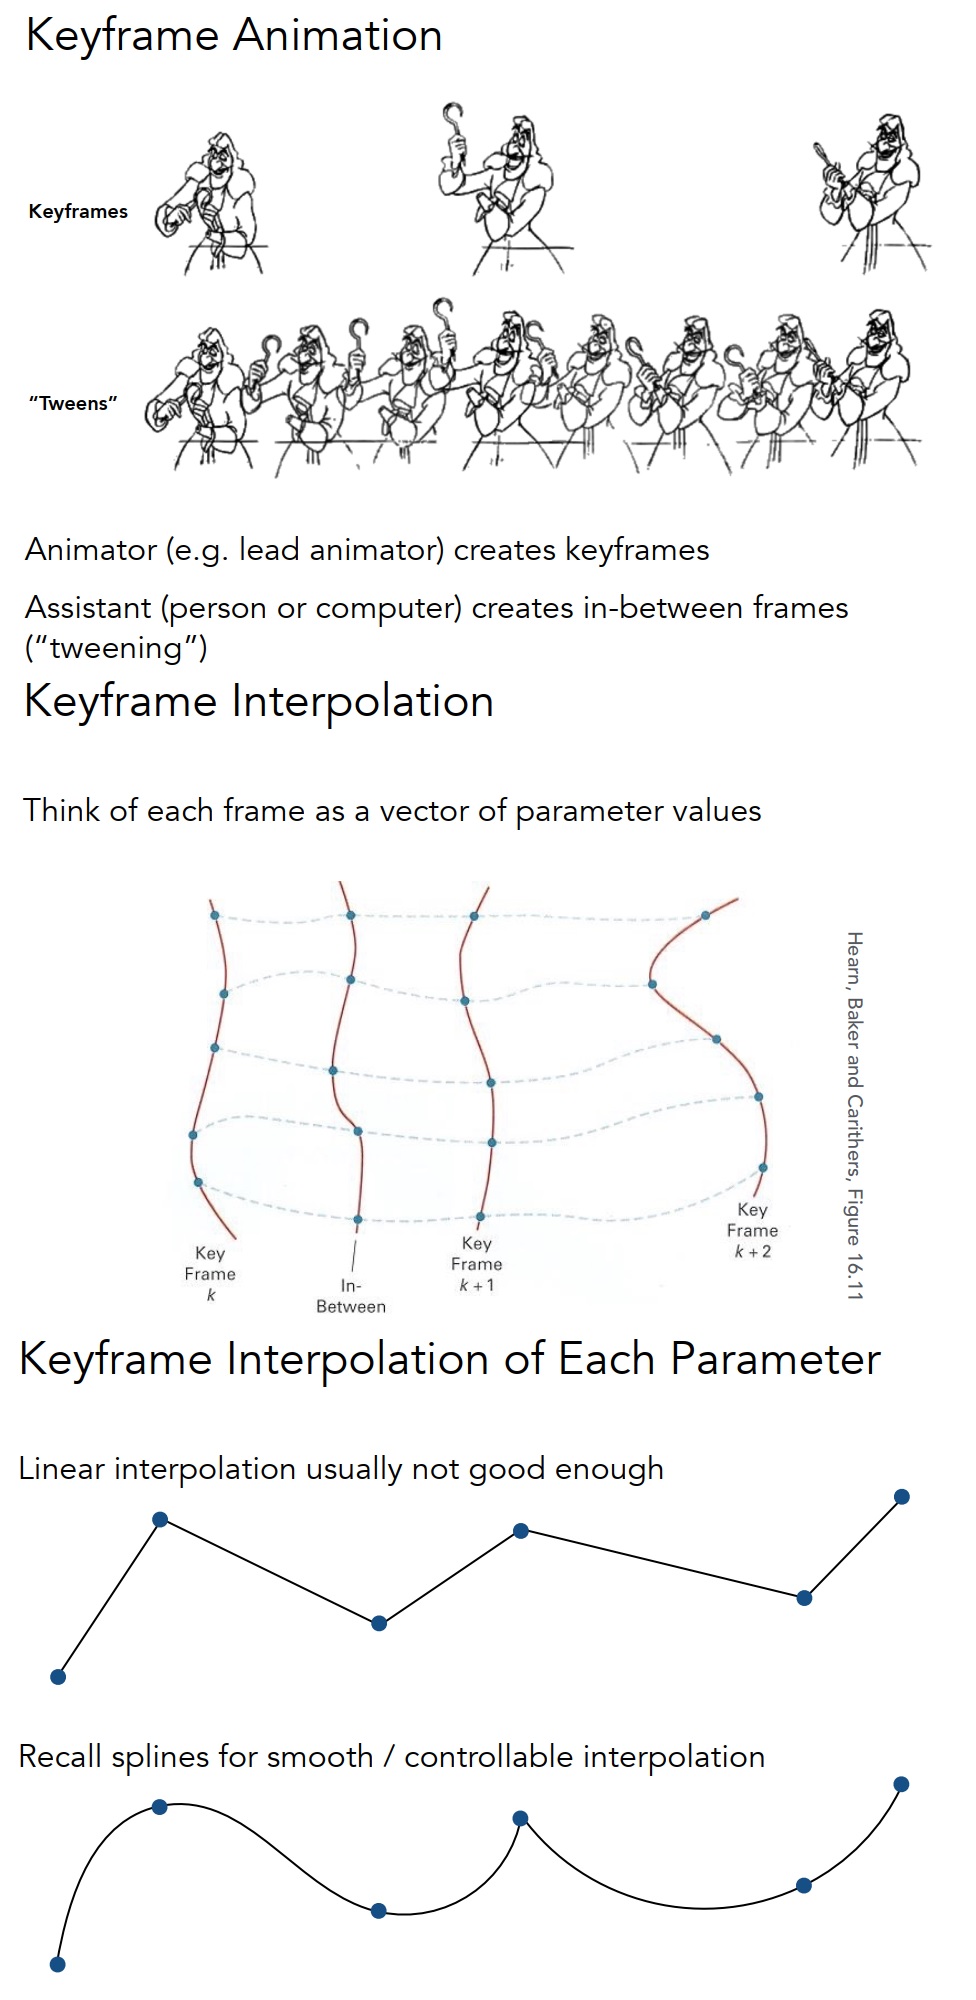 Keyframe Animation
Keyframes
“Tweens”
Animator (e.g. lead animator) creates keyframes
Assistant (person or computer) creates in-between frames
(“tweening”)
Keyframe Interpolation
Think of each frame as a vector of parameter values
Hearn, Baker and Carithers, Figure 16.11
Key
Frame
k
In-
Between
Key
Frame
k + 1
Key
Frame
k + 2
Keyframe Interpolation of Each Parameter
Linear interpolation usually not good enough
Recall splines for smooth / controllable interpolation